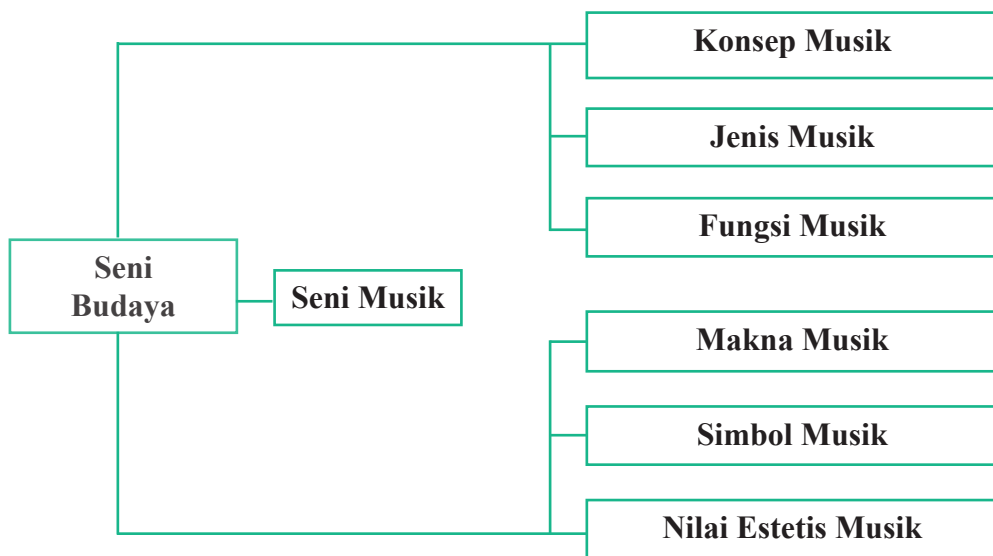 Seni
Budaya
Seni Musik
Konsep Musik
Jenis Musik
Fungsi Musik
Makna Musik
Simbol Musik
Nilai Estetis Musik